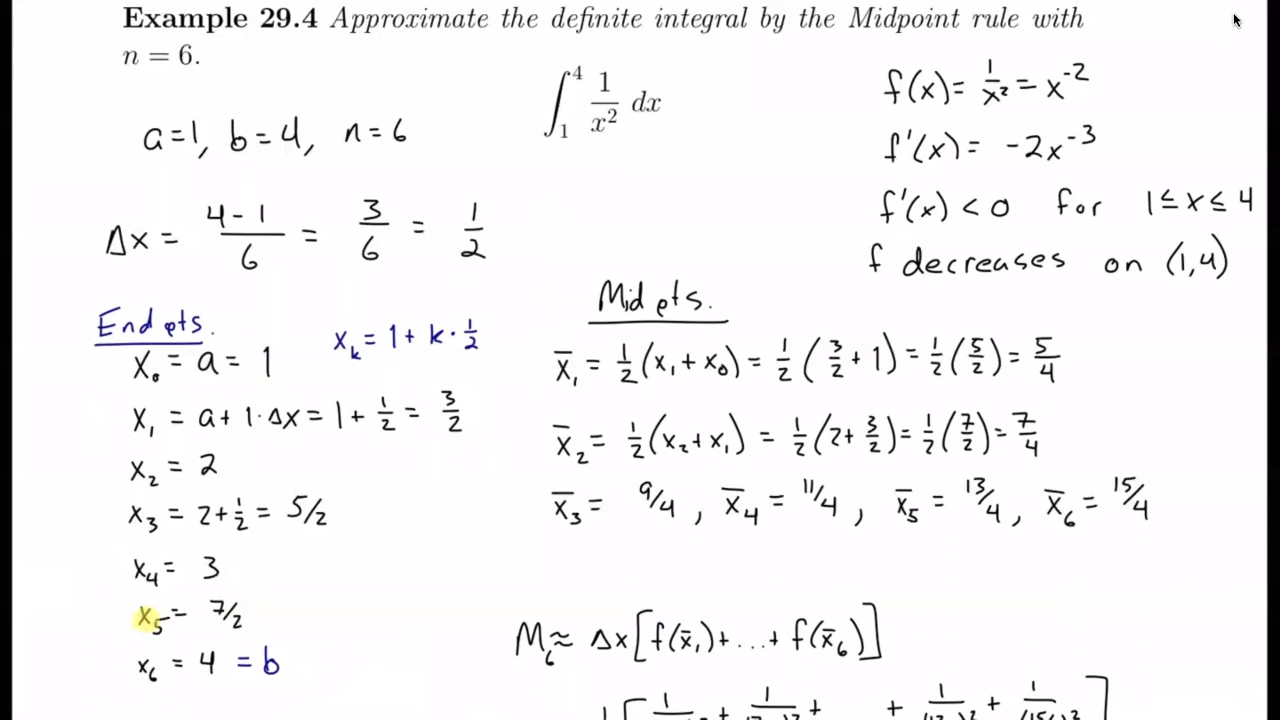 Example 29.4 Approximate the definite integral by the Midpoint rule with
n = 6.
∫₁⁴ 1/x² dx
a=1, b=4, n=6
Δx = (4-1)/6 = 3/6 = 1/2
f(x) = 1/x² = x⁻²
f'(x) = -2x⁻³
f'(x) < 0 for 1 ≤ x ≤ 4
f decreases on (1,4)
End pts.
xₖ = 1 + k · 1/2
x₀ = a = 1
x₁ = a + 1·Δx = 1 + 1/2 = 3/2
x₂ = 2
x₃ = 2 + 1/2 = 5/2
x₄ = 3
x₅ = 7/2
x₆ = 4 = b
Mid pts.
x̄₁ = 1/2 (x₁ + x₀) = 1/2 (3/2 + 1) = 1/2 (5/2) = 5/4
x̄₂ = 1/2 (x₂ + x₁) = 1/2 (2 + 3/2) = 1/2 (7/2) = 7/4
x̄₃ = 9/4, x̄₄ = 11/4, x̄₅ = 13/4, x̄₆ = 15/4
M₆ ≈ Δx [f(x̄₁) + ... + f(x̄₆)]